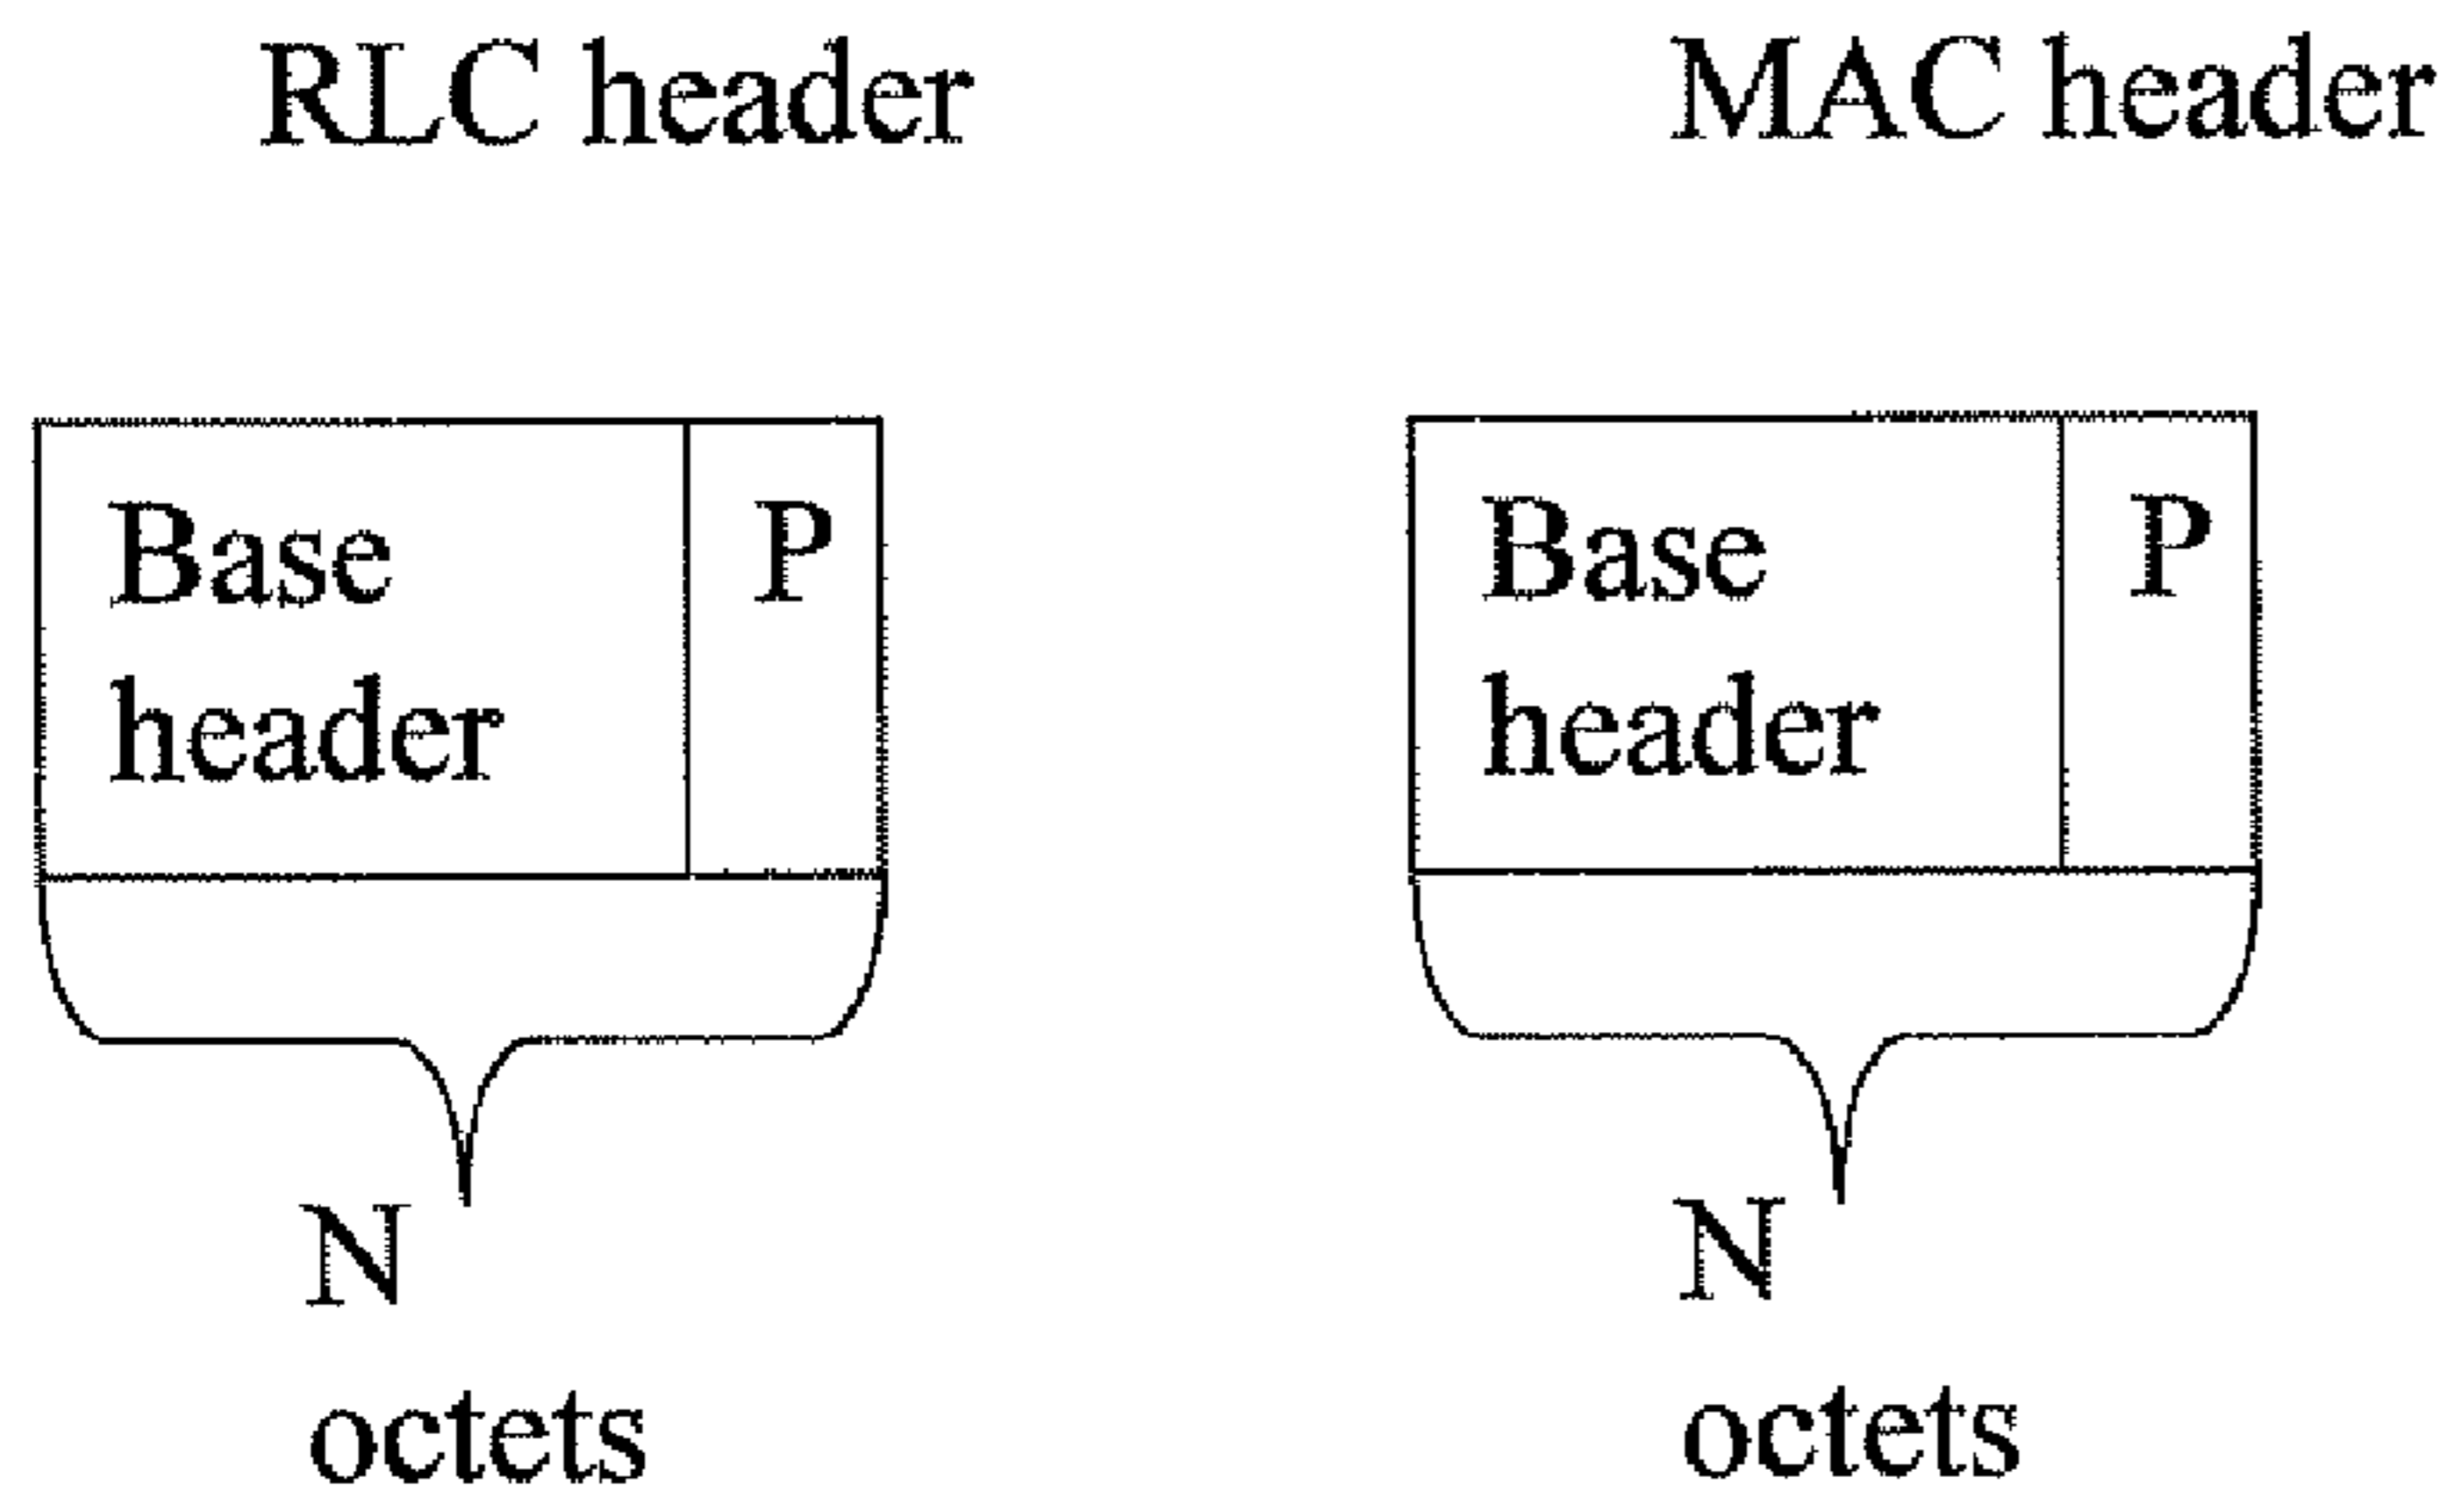 RLC header
MAC header
Base
header
P
Base
header
P
N
octets
N
octets